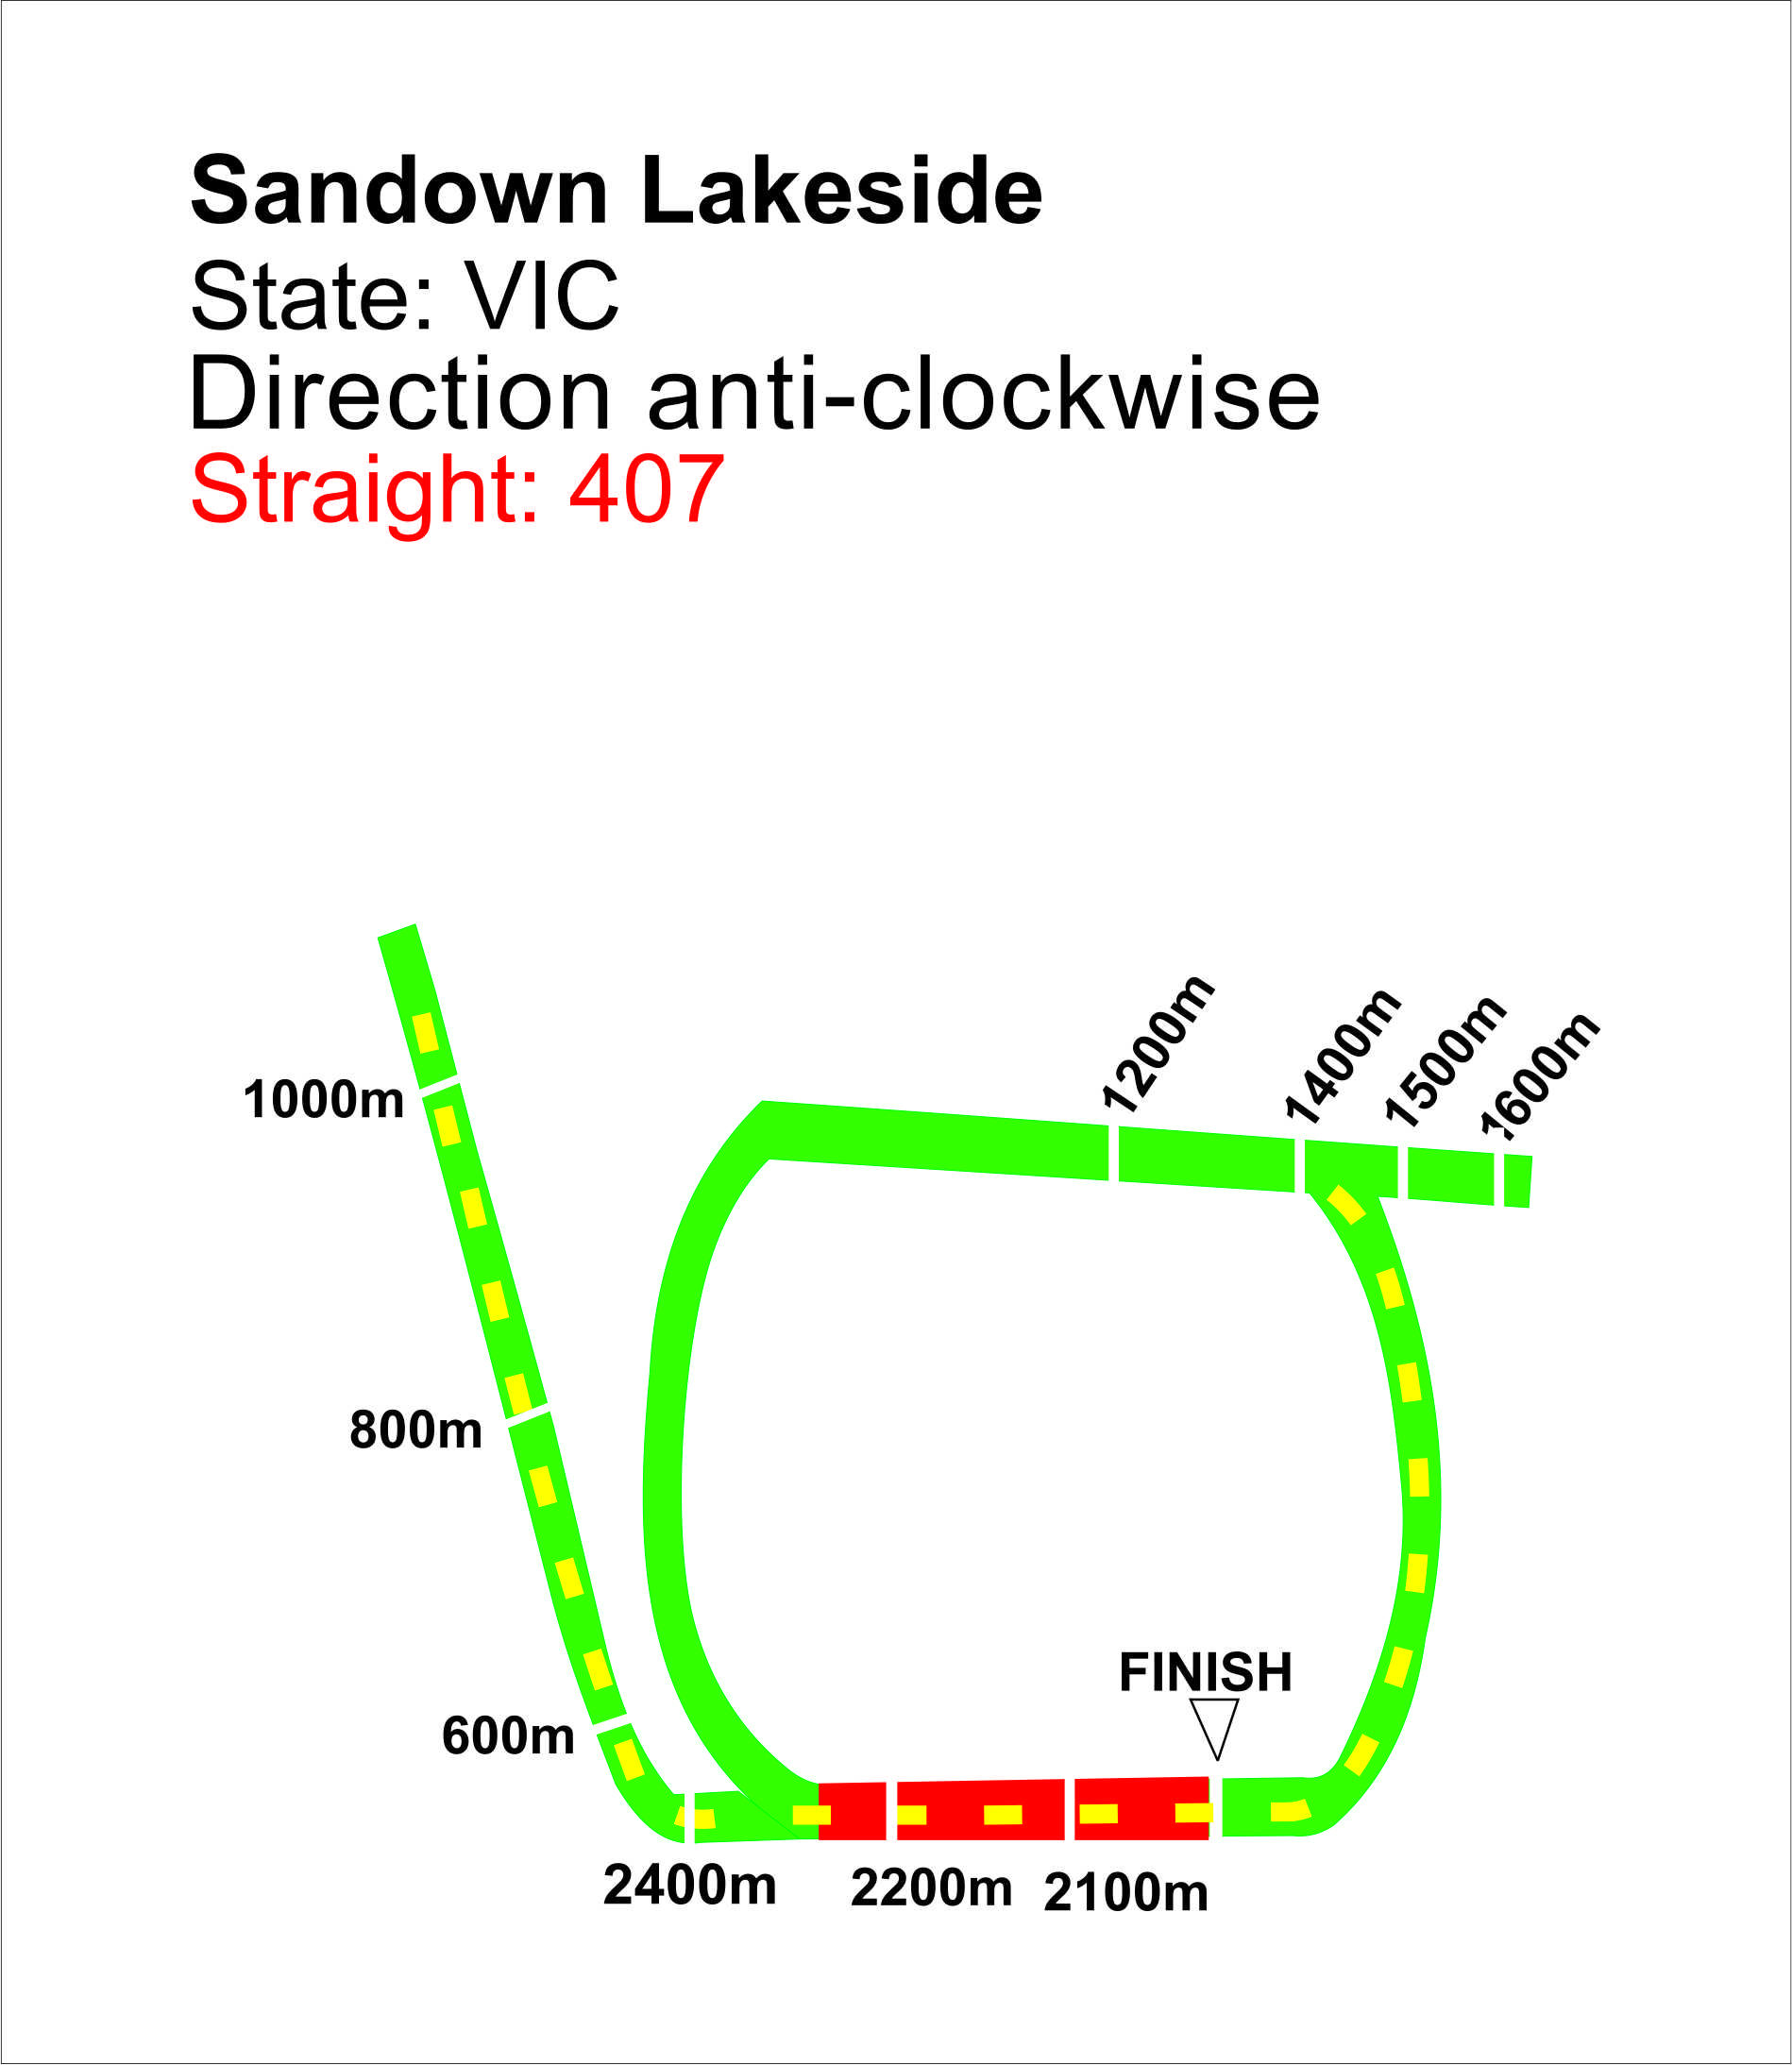 Sandown Lakeside
State: VIC
Direction anti-clockwise
Straight: 407
1200m
1400m
1500m
1600m
1000m
800m
600m
FINISH
2400m
2200m
2100m